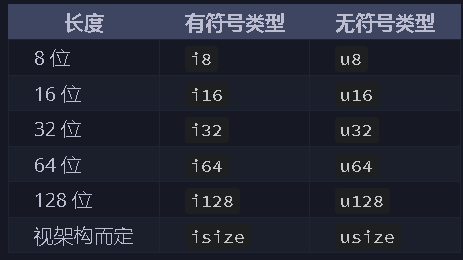 长度 有符号类型 无符号类型
8 位 i8 u8
16 位 i16 u16
32 位 i32 u32
64 位 i64 u64
128 位 i128 u128
视架构而定 isize usize